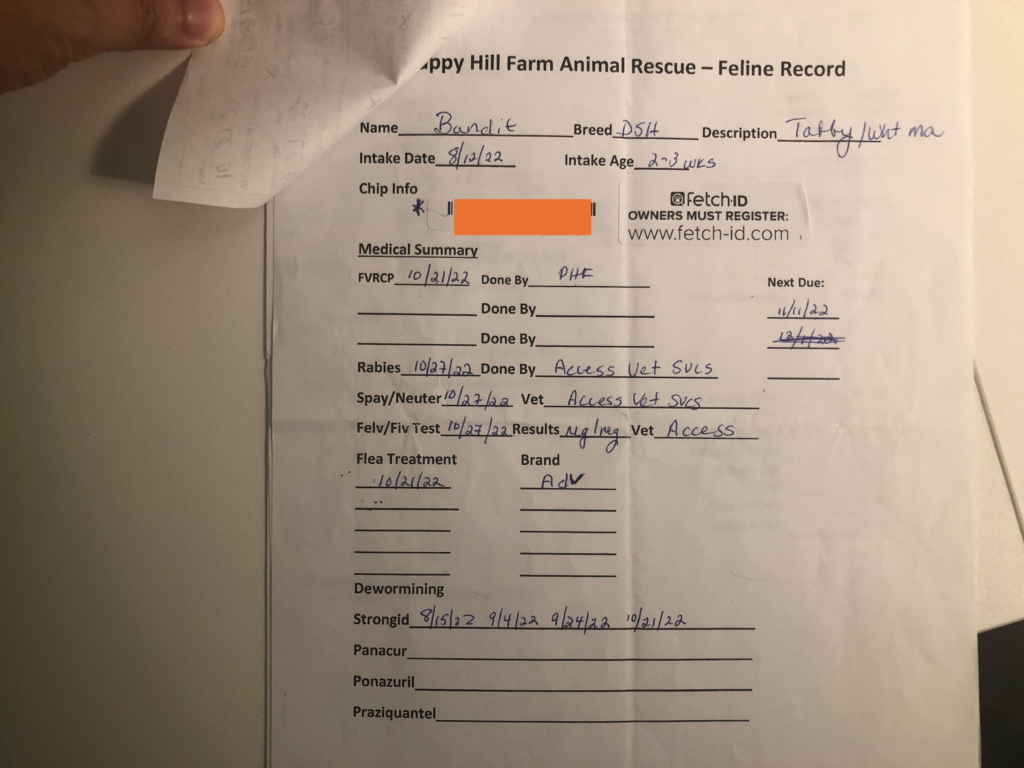 appy Hill Farm Animal Rescue – Feline Record
Name Bandit Breed DSH Description Tabby/wht ma
Intake Date 8/12/22 Intake Age 2-3 wks
Chip Info
*
fetch·ID
OWNERS MUST REGISTER:
www.fetch-id.com
Medical Summary
FVRCP 10/21/22 Done By PHF
Next Due:
Done By 11/11/22
Done By 12/2/22
Rabies 10/27/22 Done By Access Vet Svcs
Spay/Neuter 10/27/22 Vet Access Vet Svcs
Felv/Fiv Test 10/27/22 Results neg/neg Vet Access
Flea Treatment Brand
10/21/22 Adv
Dewormining
Strongid 8/15/22 9/4/22 9/24/22 10/21/22
Panacur
Ponazuril
Praziquantel